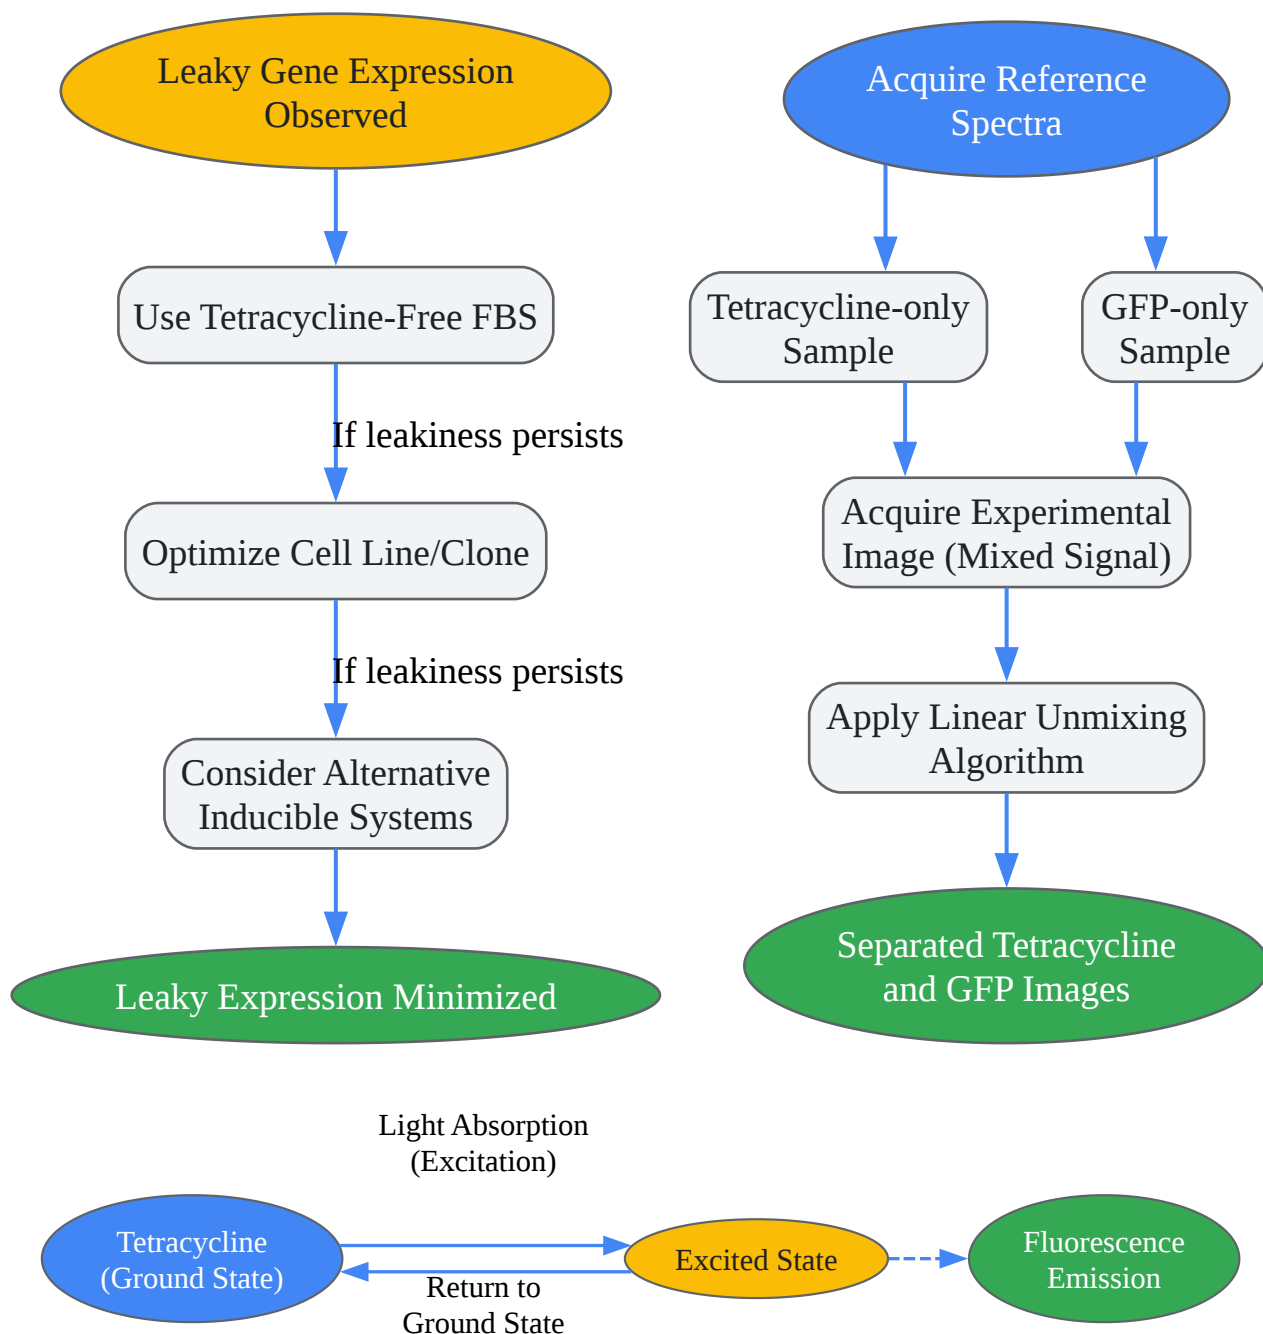 Leaky Gene Expression
Observed
Use Tetracycline-Free FBS
If leakiness persists
Optimize Cell Line/Clone
If leakiness persists
Consider Alternative
Inducible Systems
Leaky Expression Minimized
Acquire Reference
Spectra
Tetracycline-only
Sample
GFP-only
Sample
Acquire Experimental
Image (Mixed Signal)
Apply Linear Unmixing
Algorithm
Separated Tetracycline
and GFP Images
Light Absorption
(Excitation)
Tetracycline
(Ground State)
Return to
Ground State
Excited State
Fluorescence
Emission